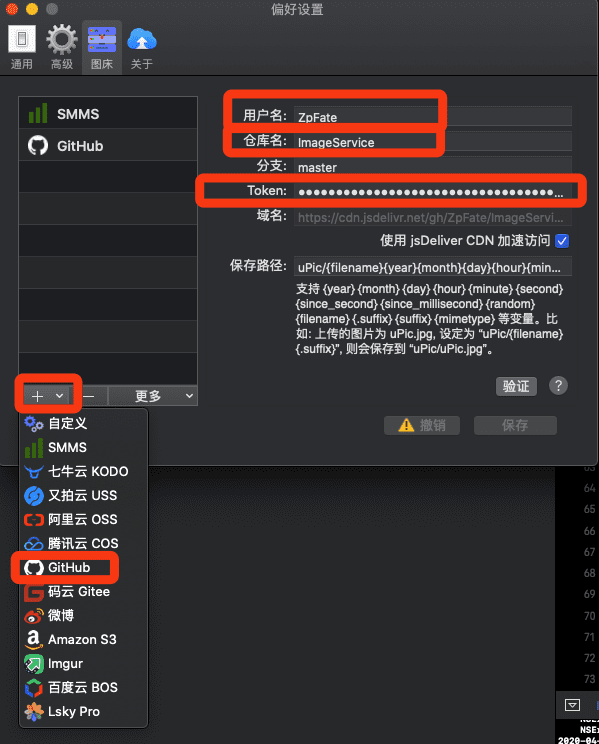 偏好设置
通用
高级
图床
关于
SMMS
GitHub
用户名: ZpFate
仓库名: ImageService
分支: master
Token: ●●●●●●●●●●●●●●●●●●●●●●●●●●●●●●●●●●...
域名: https://cdn.jsdelivr.net/gh/ZpFate/ImageServi...
使用 jsDeliver CDN 加速访问
保存路径: uPic/{filename}{year}{month}{day}{hour}{min...
支持 {year} {month} {day} {hour} {minute} {second}
{since_second} {since_millisecond} {random}
{filename} {.suffix} {suffix} {mimetype} 等变量。比
如: 上传的图片为 uPic.jpg, 设定为 “uPic/{filename}
{.suffix}”, 则会保存到 “uPic/uPic.jpg”。
验证 ?
撤销 保存
更多
自定义
SMMS
七牛云 KODO
又拍云 USS
阿里云 OSS
腾讯云 COS
GitHub
码云 Gitee
微博
Amazon S3
Imgur
百度云 BOS
Lsky Pro
64
65
66
67
68
69
70
71
72
73
NSE
2020-04-